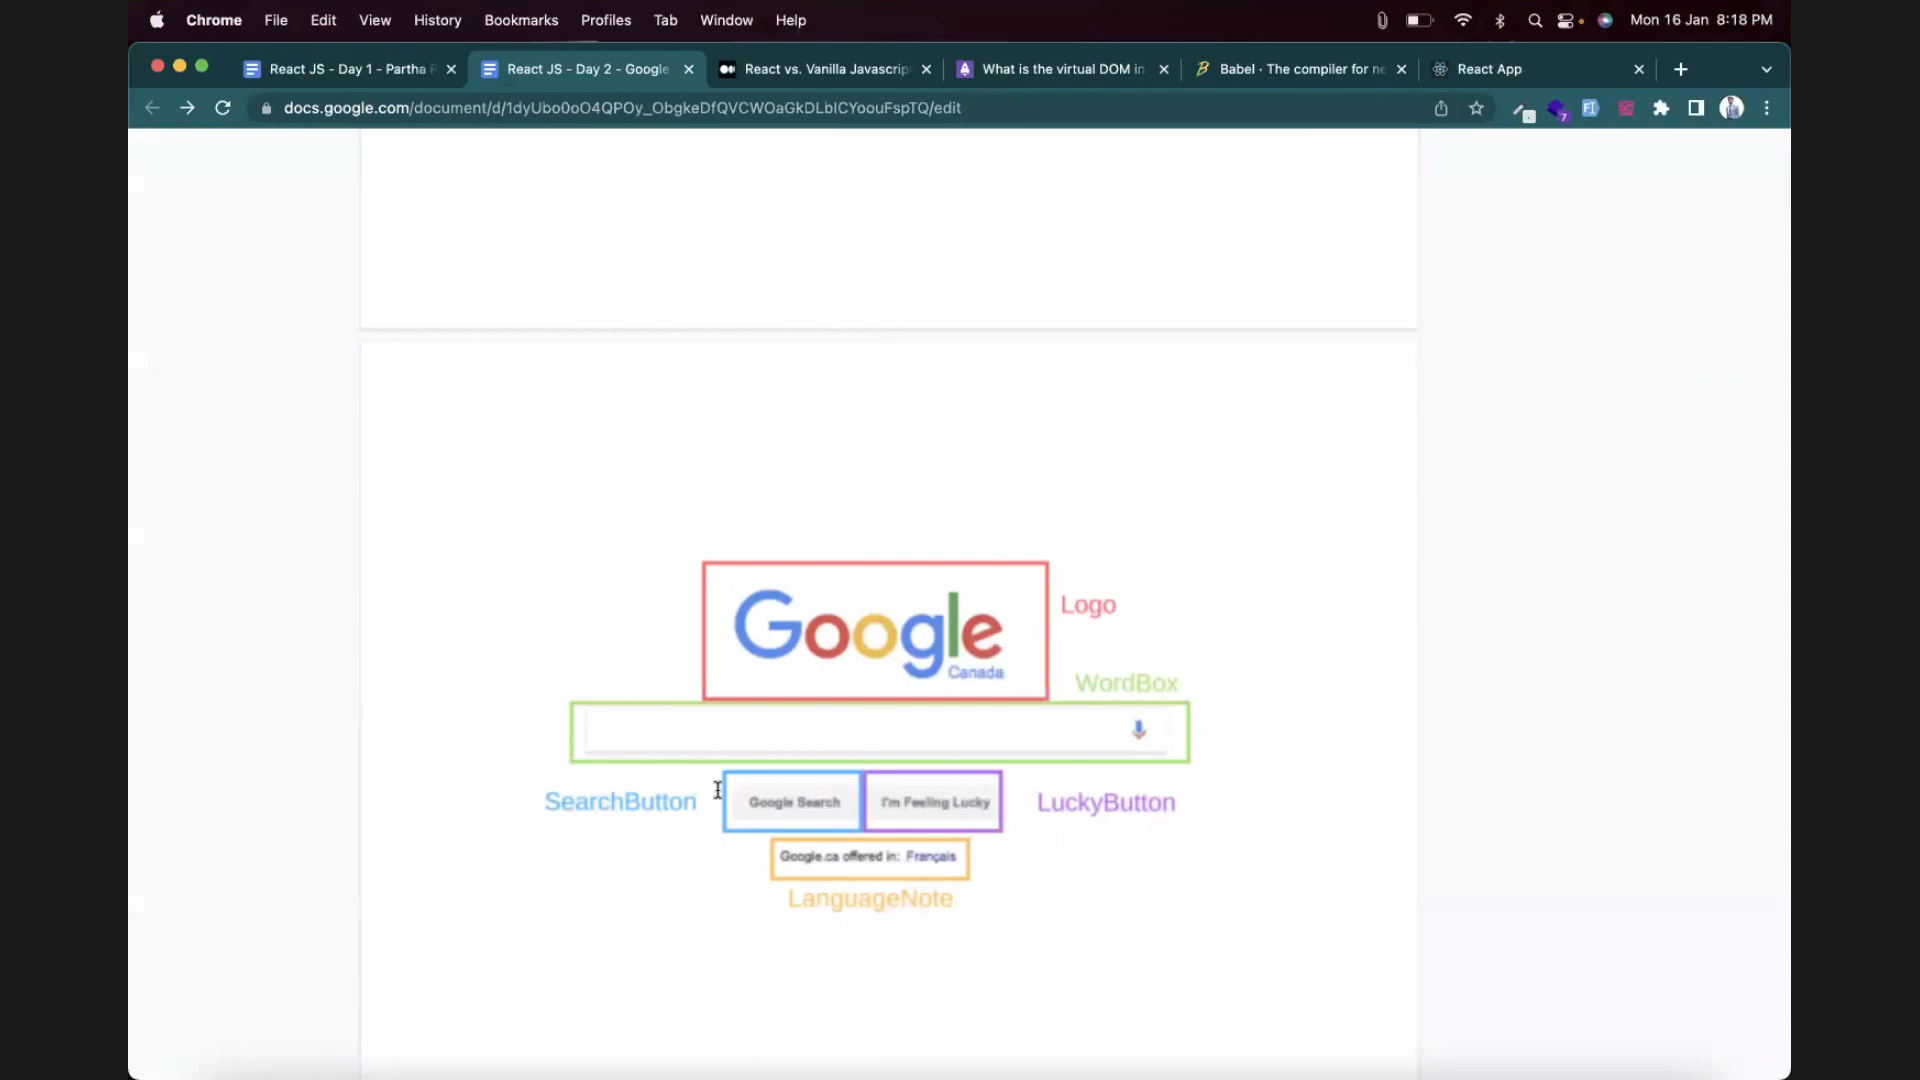 Chrome File Edit View History Bookmarks Profiles Tab Window Help Mon 16 Jan 8:18 PM
React JS - Day 1 - Partha React JS - Day 2 - Google React vs. Vanilla Javascrip What is the virtual DOM in Babel · The compiler for ne React App
docs.google.com/document/d/
7
Google
Canada
Logo
WordBox
SearchButton Google Search I'm Feeling Lucky LuckyButton
Google.ca offered in: Français
LanguageNote